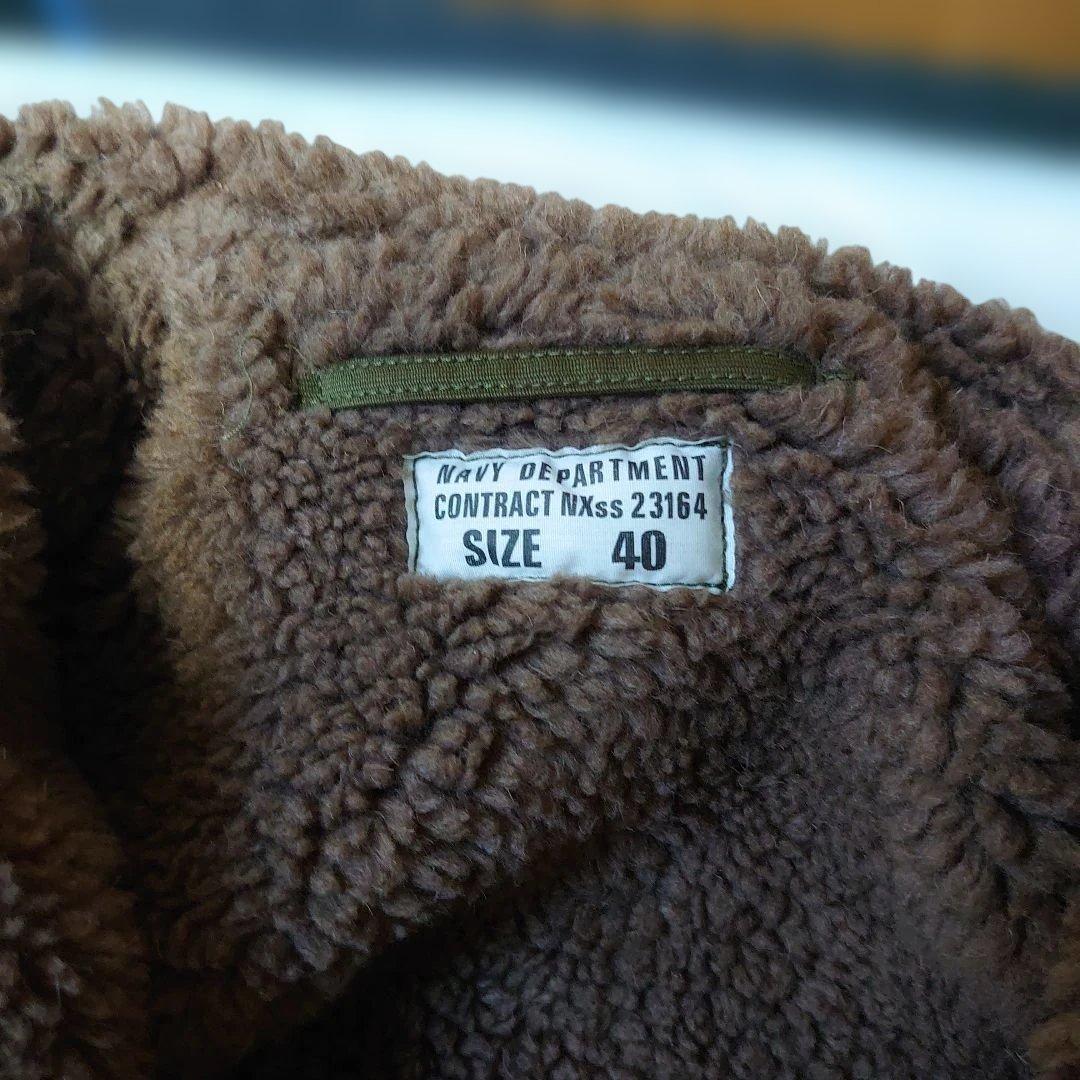 NAVY DEPARTMENT
CONTRACT NXss 23164
SIZE 40